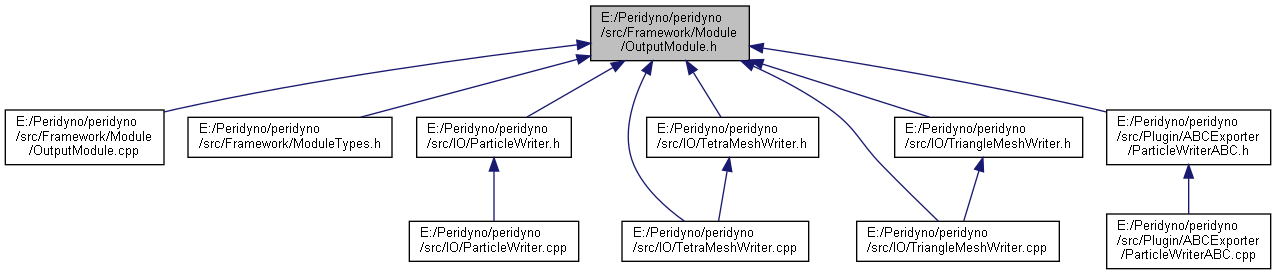 E:/Peridyno/peridyno
/src/Framework/Module
/OutputModule.h
E:/Peridyno/peridyno
/src/Framework/Module
/OutputModule.cpp
E:/Peridyno/peridyno
/src/Framework/ModuleTypes.h
E:/Peridyno/peridyno
/src/IO/ParticleWriter.h
E:/Peridyno/peridyno
/src/IO/TetraMeshWriter.h
E:/Peridyno/peridyno
/src/IO/TriangleMeshWriter.h
E:/Peridyno/peridyno
/src/Plugin/ABCExporter
/ParticleWriterABC.h
E:/Peridyno/peridyno
/src/IO/ParticleWriter.cpp
E:/Peridyno/peridyno
/src/IO/TetraMeshWriter.cpp
E:/Peridyno/peridyno
/src/IO/TriangleMeshWriter.cpp
E:/Peridyno/peridyno
/src/Plugin/ABCExporter
/ParticleWriterABC.cpp